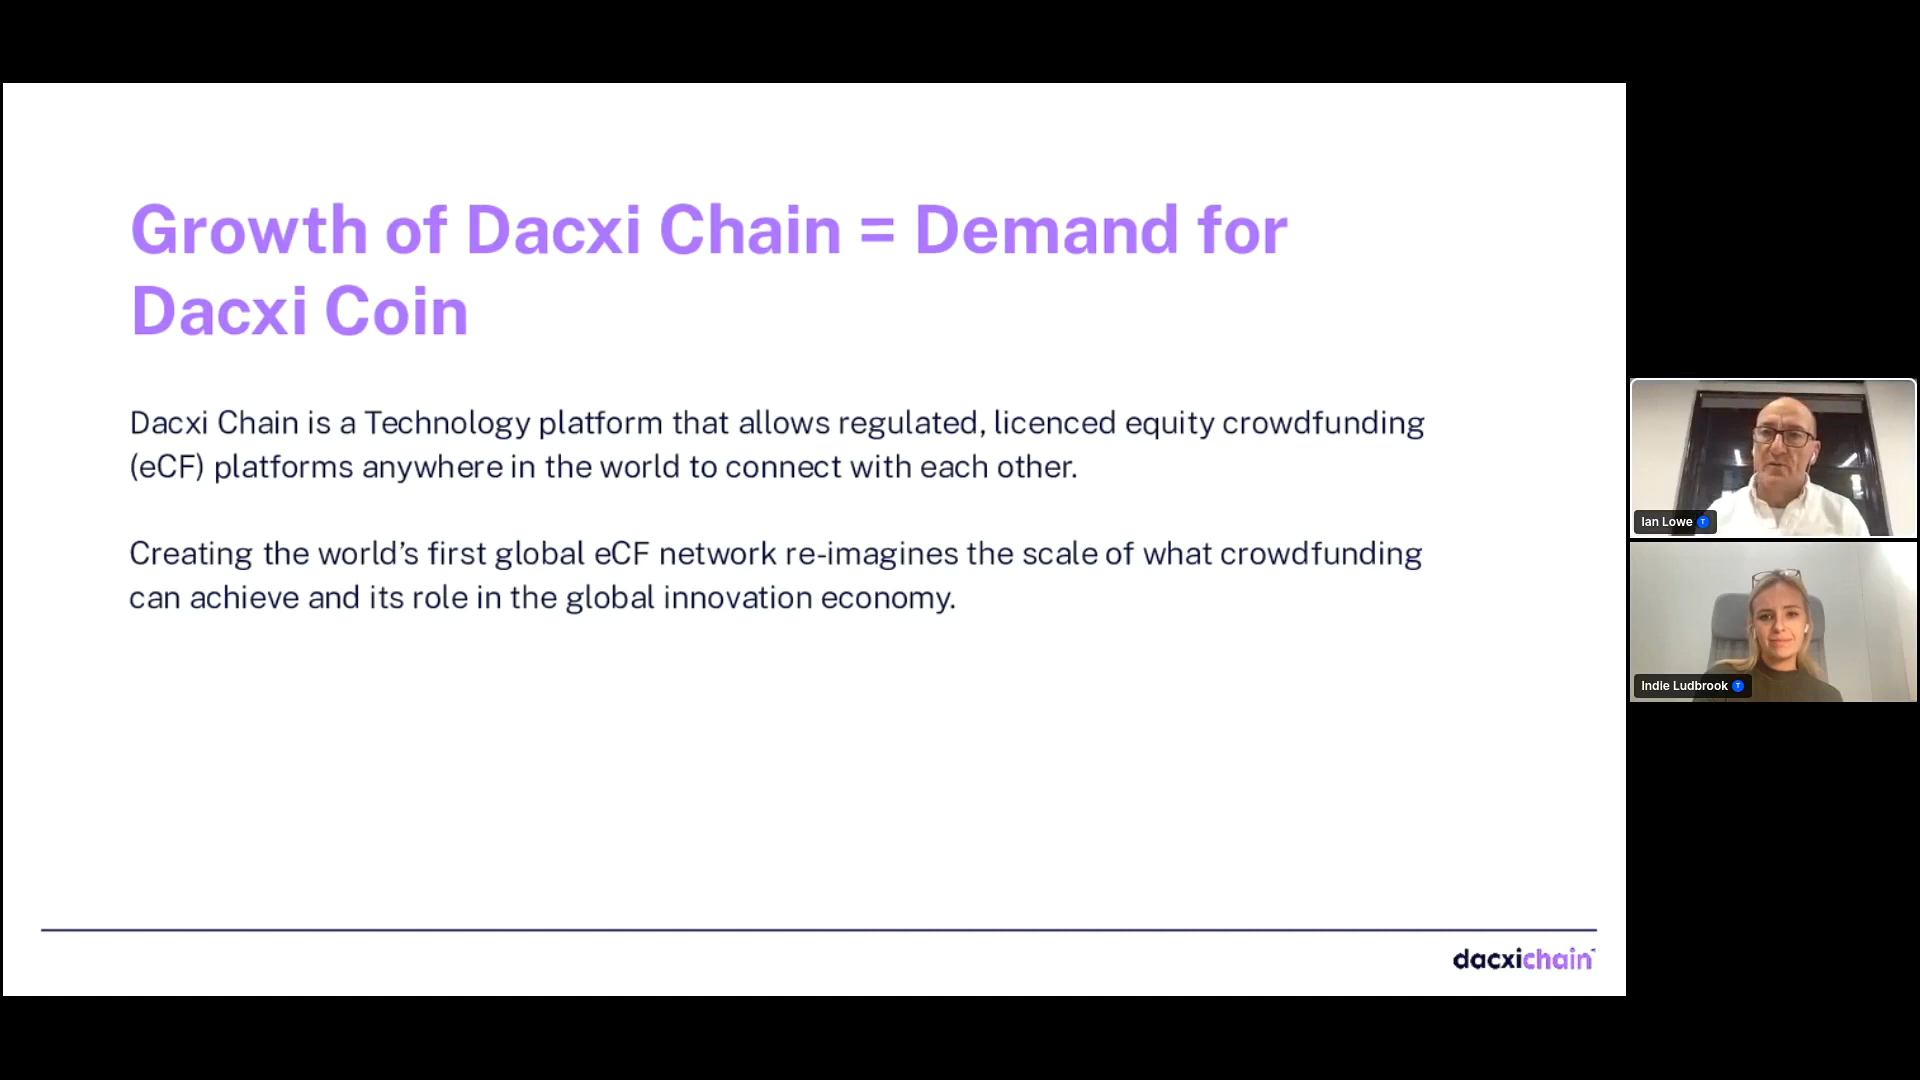 Growth of Dacxi Chain = Demand for
Dacxi Coin
Dacxi Chain is a Technology platform that allows regulated, licenced equity crowdfunding
(eCF) platforms anywhere in the world to connect with each other.
Creating the world’s first global eCF network re-imagines the scale of what crowdfunding
can achieve and its role in the global innovation economy.
dacxichain
Ian Lowe T
Indie Ludbrook T